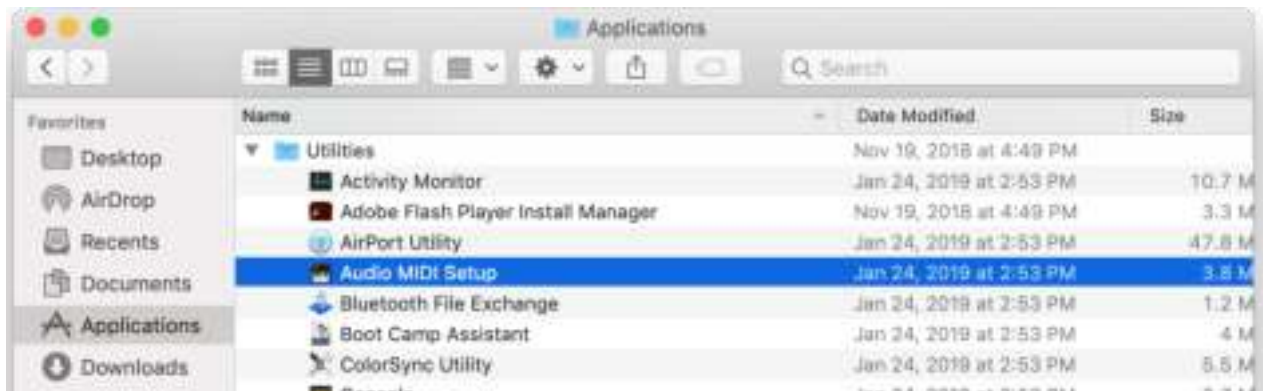 Applications
Search
Favorites
Desktop
AirDrop
Recents
Documents
Applications
Downloads
Name Date Modified Size
Utilities Nov 19, 2018 at 4:49 PM
Activity Monitor Jan 24, 2019 at 2:53 PM 10.7 M
Adobe Flash Player Install Manager Nov 19, 2018 at 4:49 PM 3.3 M
AirPort Utility Jan 24, 2019 at 2:53 PM 47.8 M
Audio MIDI Setup Jan 24, 2019 at 2:53 PM 3.8 M
Bluetooth File Exchange Jan 24, 2019 at 2:53 PM 1.2 M
Boot Camp Assistant Jan 24, 2019 at 2:53 PM 4 M
ColorSync Utility Jan 24, 2019 at 2:53 PM 5.5 M